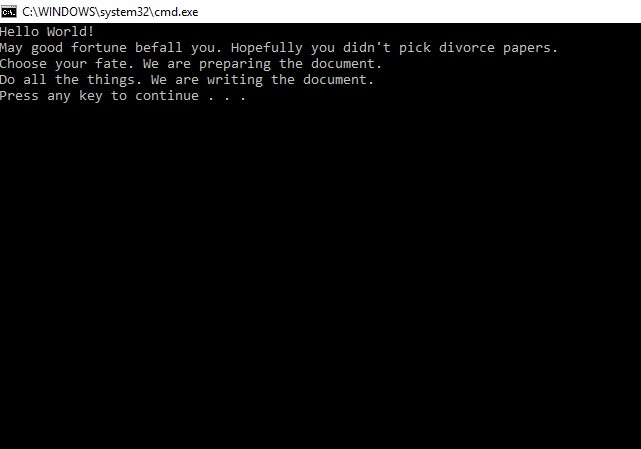 C:\WINDOWS\system32\cmd.exe
Hello World!
May good fortune befall you. Hopefully you didn't pick divorce papers.
Choose your fate. We are preparing the document.
Do all the things. We are writing the document.
Press any key to continue . . .